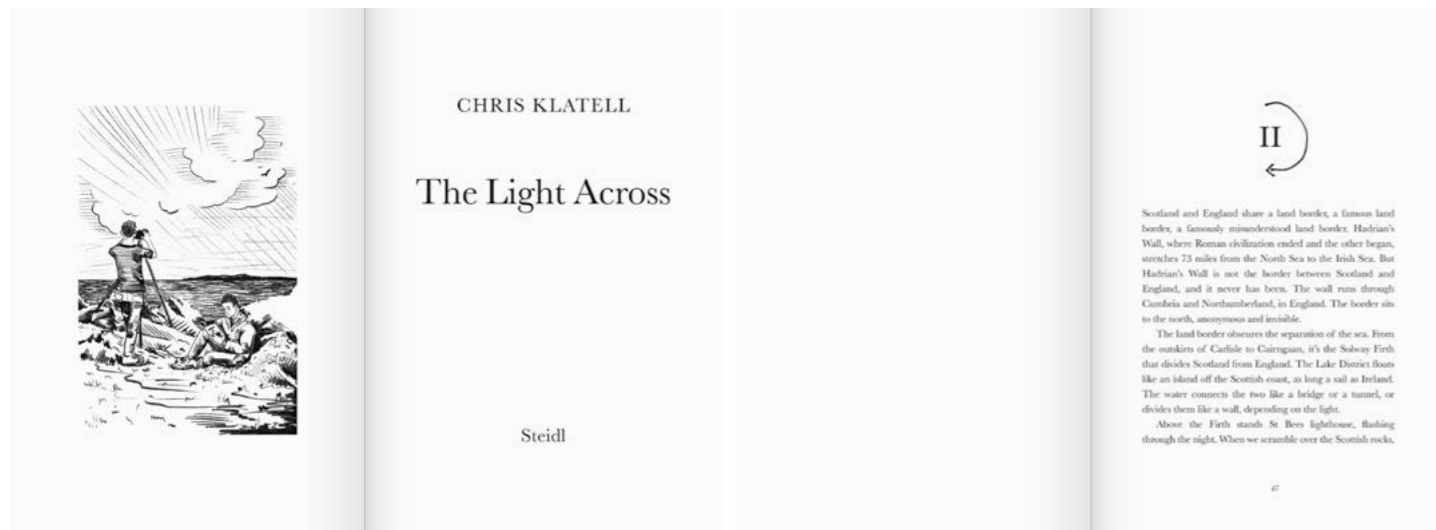 CHRIS KLATELL
The Light Across
Steidl
II
Scotland and England share a land border, a famous land
border, a famously misunderstood land border. Hadrian's
Wall, where Roman civilization ended and the other began,
stretches 73 miles from the North Sea to the Irish Sea. But
Hadrian's Wall is not the border between Scotland and
England, and it never has been. The wall runs through
Cumbria and Northumberland, in England. The border sits
to the north, anonymous and invisible.
The land border obscures the separation of the sea. From
the outskirts of Carlisle to Cairngaan, it's the Solway Firth
that divides Scotland from England. The Lake District floats
like an island off the Scottish coast, as long a sail as Ireland.
The water connects the two like a bridge or a tunnel, or
divides them like a wall, depending on the light.
Above the Firth stands St Bees lighthouse, flashing
through the night. When we scramble over the Scottish rocks,
47